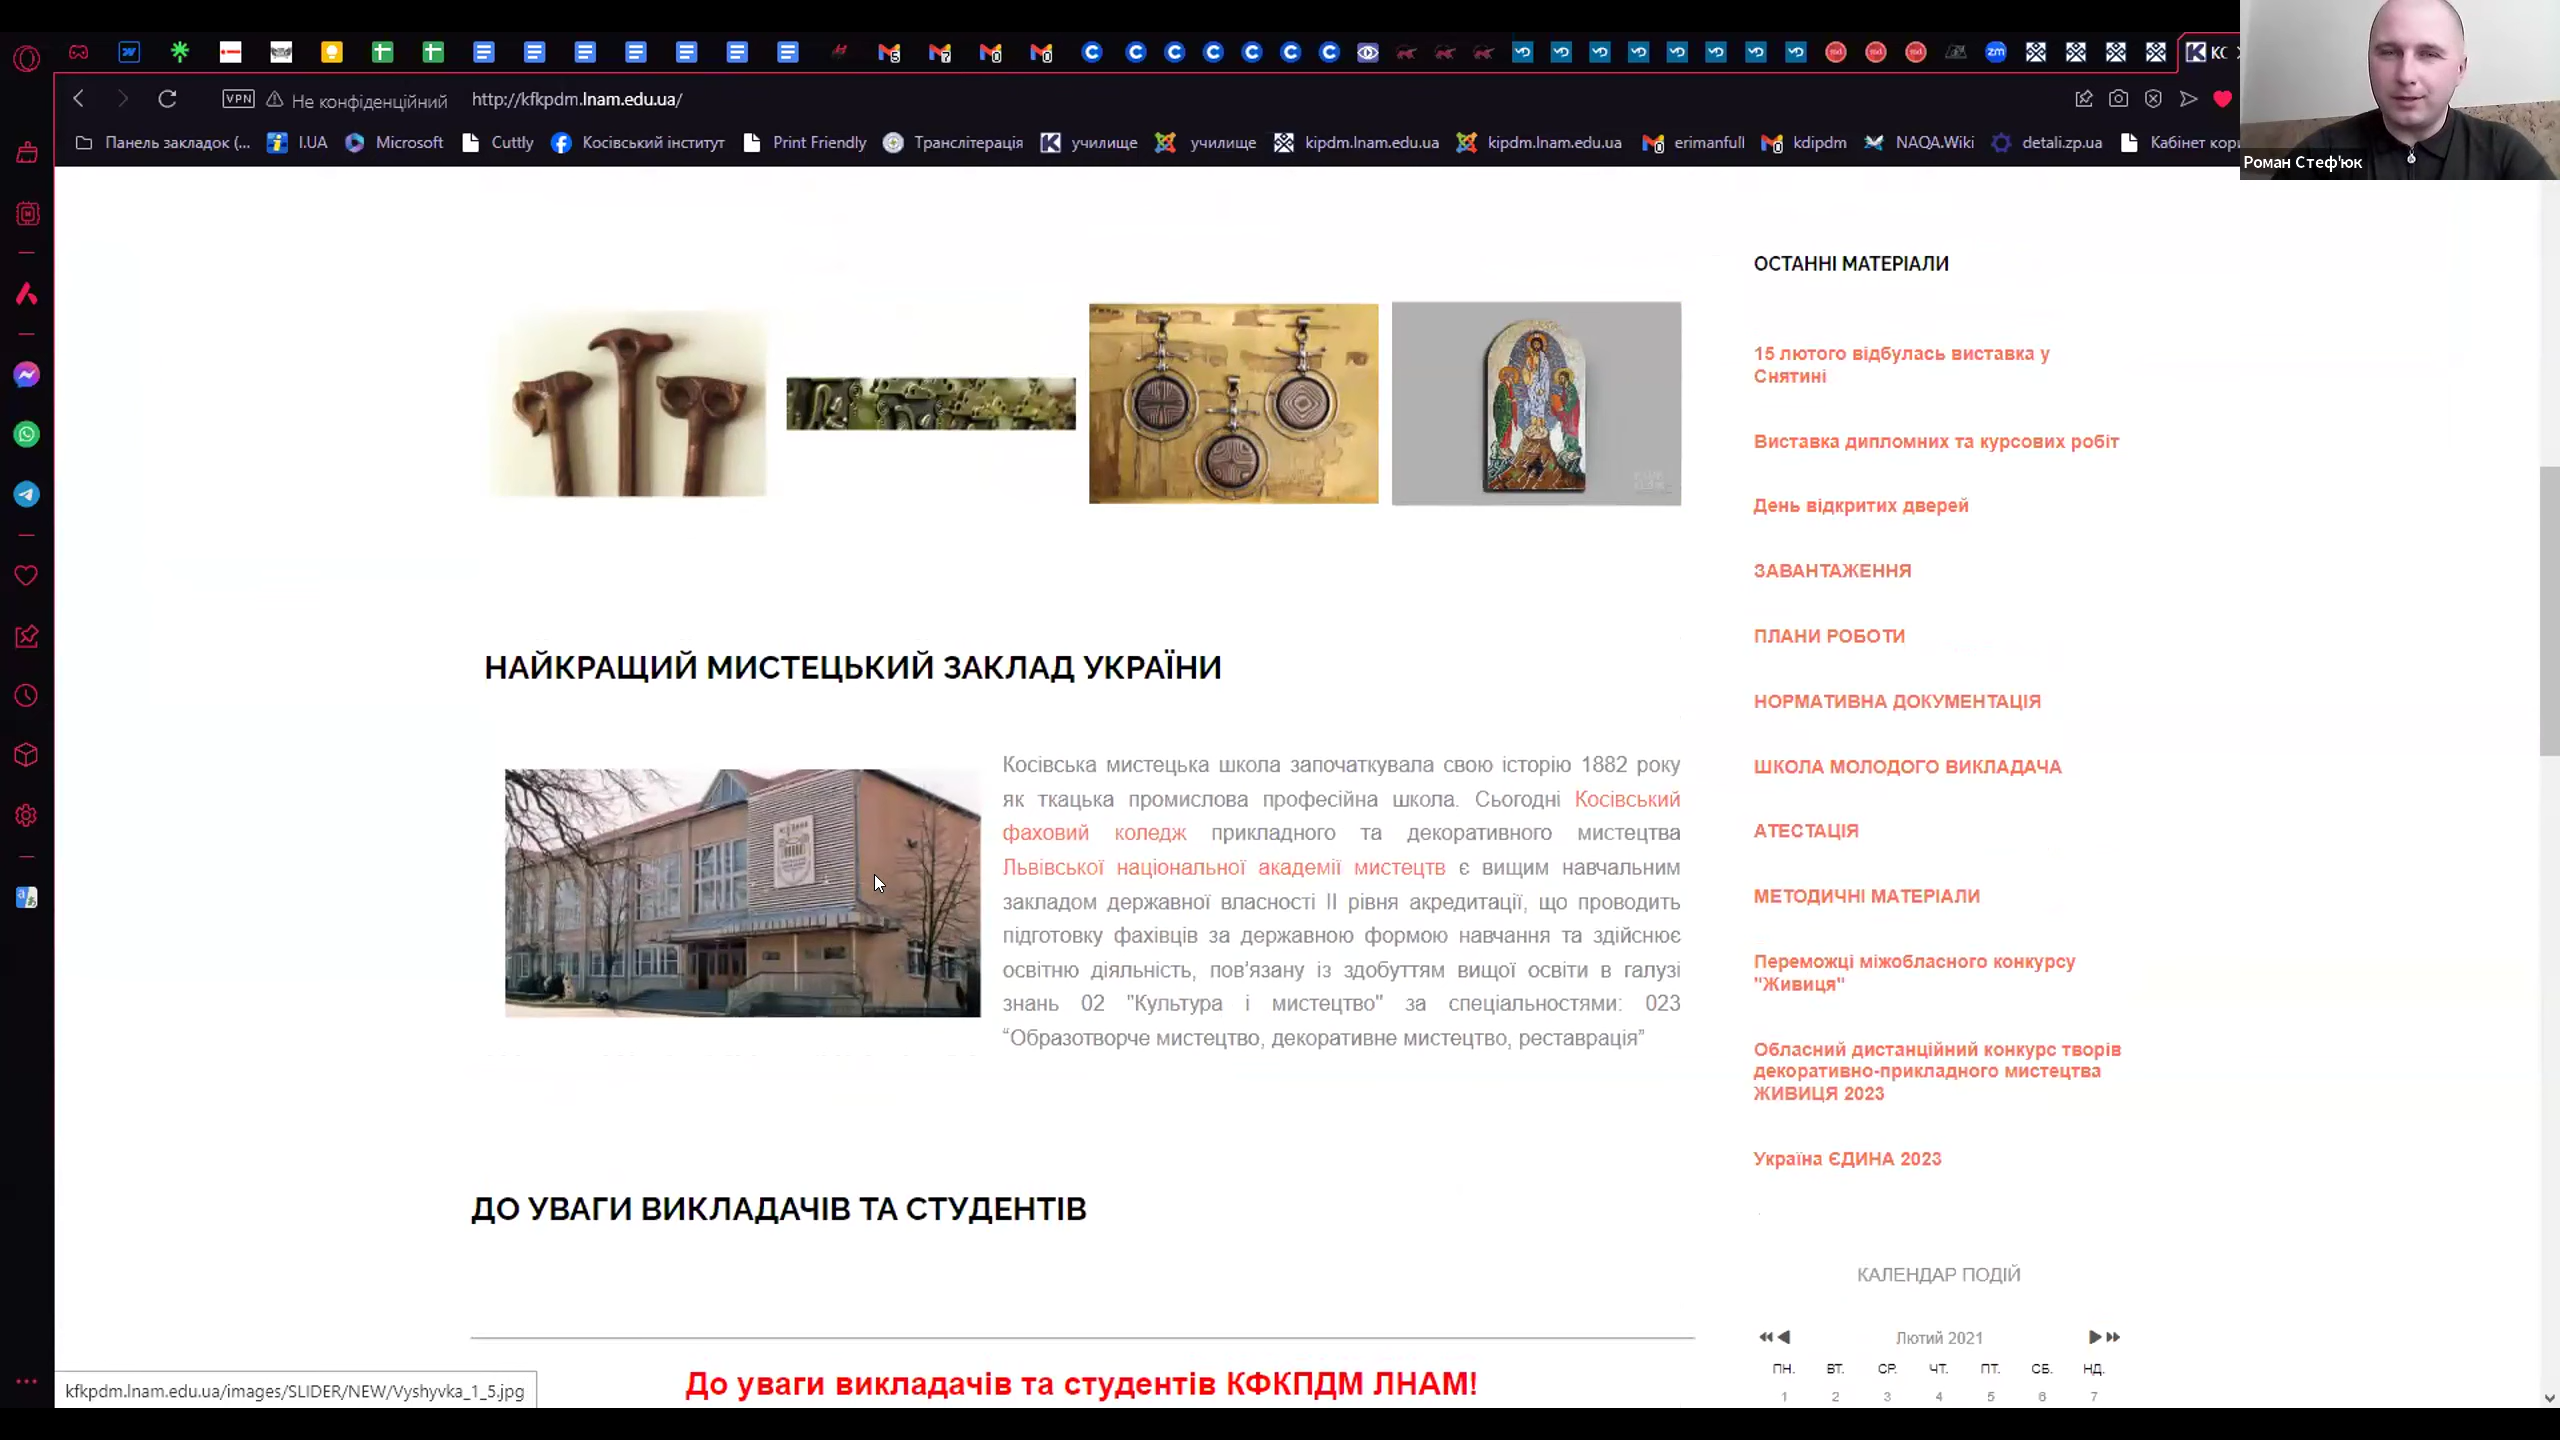 KC
VPN Не конфіденційний http://kfkpdm.lnam.edu.ua/
Панель закладок (... I.UA Microsoft Cuttly Косівський інститут Print Friendly Транслітерація училище училище kipdm.lnam.edu.ua kipdm.lnam.edu.ua erimanfull kdipdm NAQA.Wiki detali.zp.ua Кабінет кори
Роман Стеф'юк
НАЙКРАЩИЙ МИСТЕЦЬКИЙ ЗАКЛАД УКРАЇНИ
Косівська мистецька школа започаткувала свою історію 1882 року
як ткацька промислова професійна школа. Сьогодні Косівський
фаховий коледж прикладного та декоративного мистецтва
Львівської національної академії мистецтв є вищим навчальним
закладом державної власності II рівня акредитації, що проводить
підготовку фахівців за державною формою навчання та здійснює
освітню діяльність, пов'язану із здобуттям вищої освіти в галузі
знань 02 "Культура і мистецтво" за спеціальностями: 023
“Образотворче мистецтво, декоративне мистецтво, реставрація”
ДО УВАГИ ВИКЛАДАЧІВ ТА СТУДЕНТІВ
До уваги викладачів та студентів КФКПДМ ЛНАМ!
ОСТАННІ МАТЕРІАЛИ
15 лютого відбулась виставка у
Снятині
Виставка дипломних та курсових робіт
День відкритих дверей
ЗАВАНТАЖЕННЯ
ПЛАНИ РОБОТИ
НОРМАТИВНА ДОКУМЕНТАЦІЯ
ШКОЛА МОЛОДОГО ВИКЛАДАЧА
АТЕСТАЦІЯ
МЕТОДИЧНІ МАТЕРІАЛИ
Переможці міжобласного конкурсу
"Живиця"
Обласний дистанційний конкурс творів
декоративно-прикладного мистецтва
ЖИВИЦЯ 2023
Україна ЄДИНА 2023
КАЛЕНДАР ПОДІЙ
Лютий 2021
ПН. ВТ. СР. ЧТ. ПТ. СБ. НД.
1 2 3 4 5 6 7
kfkpdm.lnam.edu.ua/images/SLIDER/NEW/Vyshyvka_1_5.jpg